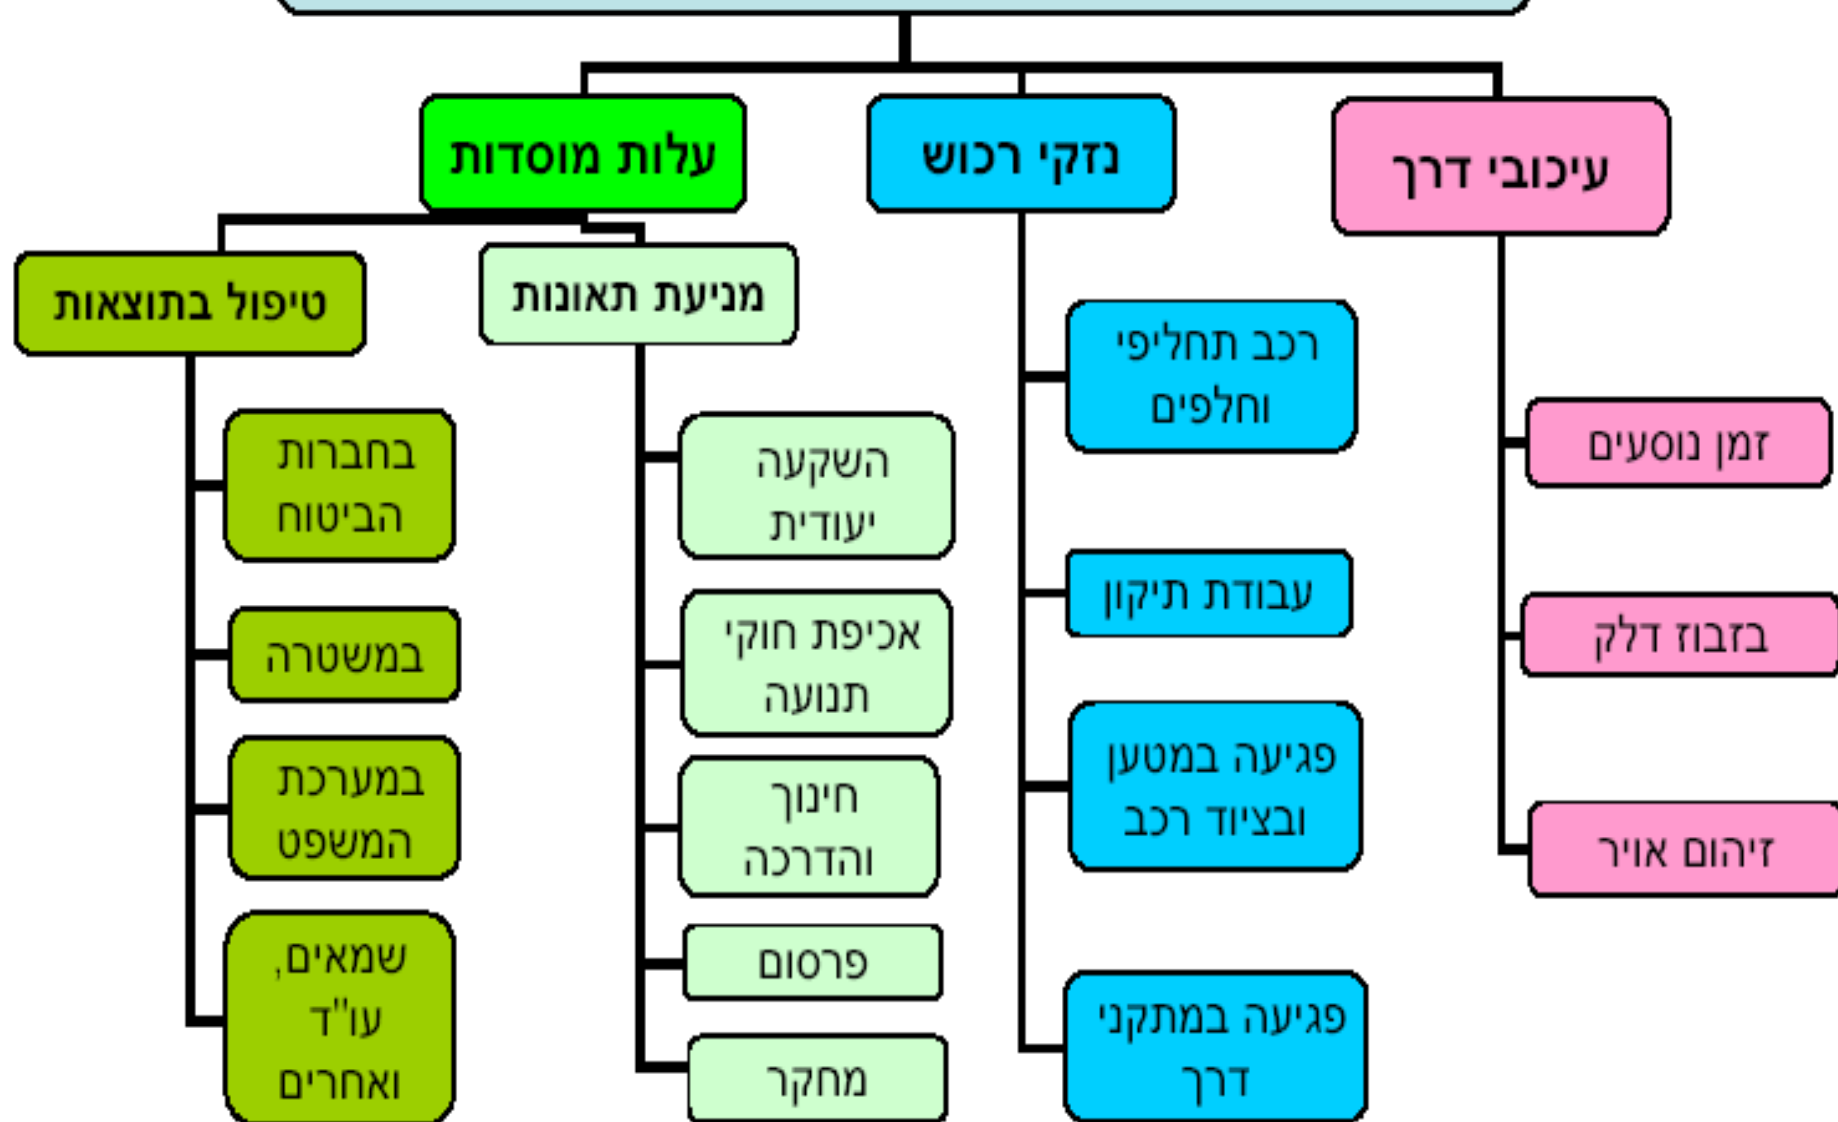 עיכובי דרך
נזקי רכוש
עלות מוסדות
מניעת תאונות
טיפול בתוצאות
זמן נוסעים
בזבוז דלק
זיהום אויר
רכב תחליפי
וחלפים
עבודת תיקון
פגיעה במטען
ובציוד רכב
פגיעה במתקני
דרך
השקעה
יעודית
אכיפת חוקי
תנועה
חינוך
והדרכה
פרסום
מחקר
בחברות
הביטוח
במשטרה
במערכת
המשפט
שמאים,
עו"ד
ואחרים